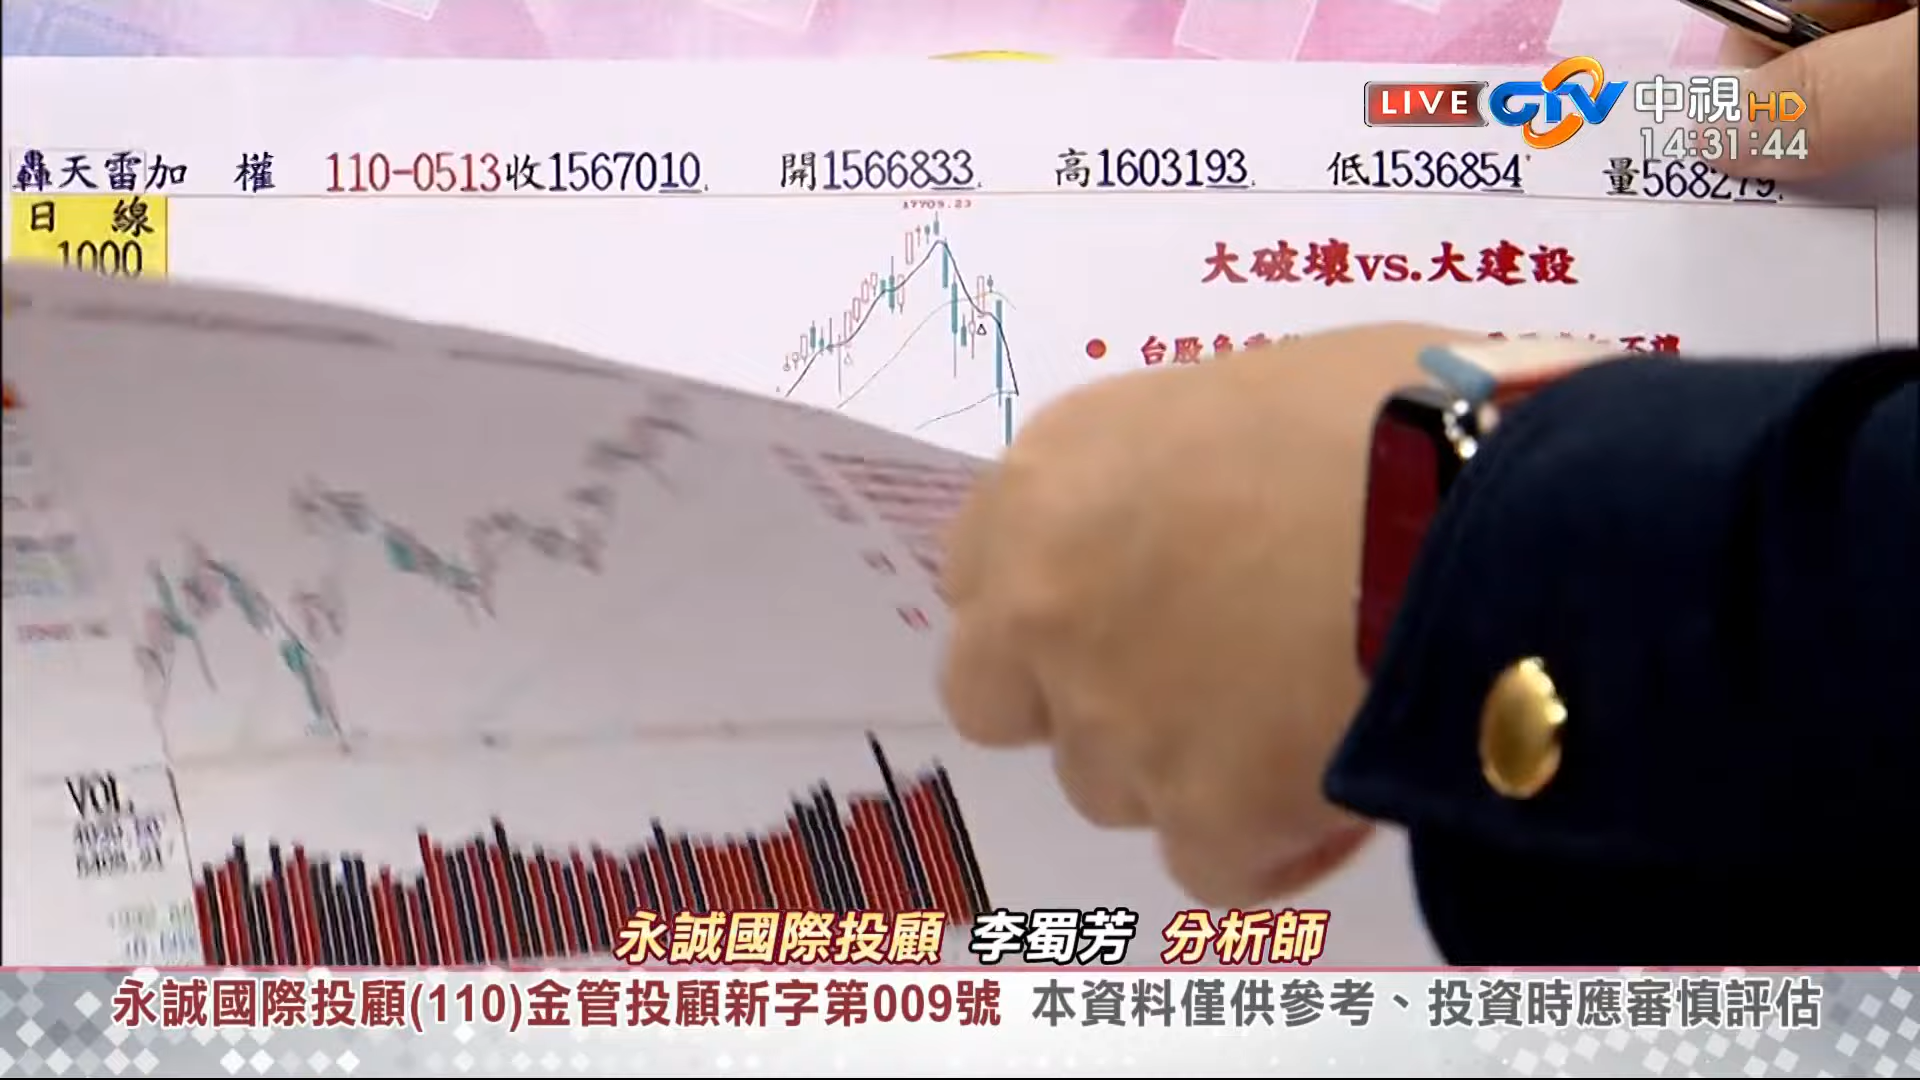 LIVE CTV 中視 HD
14:31:44
轟天雷加 權 110-0513收1567010 開1566833 高1603193 低1536854 量568279
日 線
1000
17709.23
大破壞vs.大建設
● 台股
VOL.
永誠國際投顧 李蜀芳 分析師
永誠國際投顧(110)金管投顧新字第009號 本資料僅供參考、投資時應審慎評估